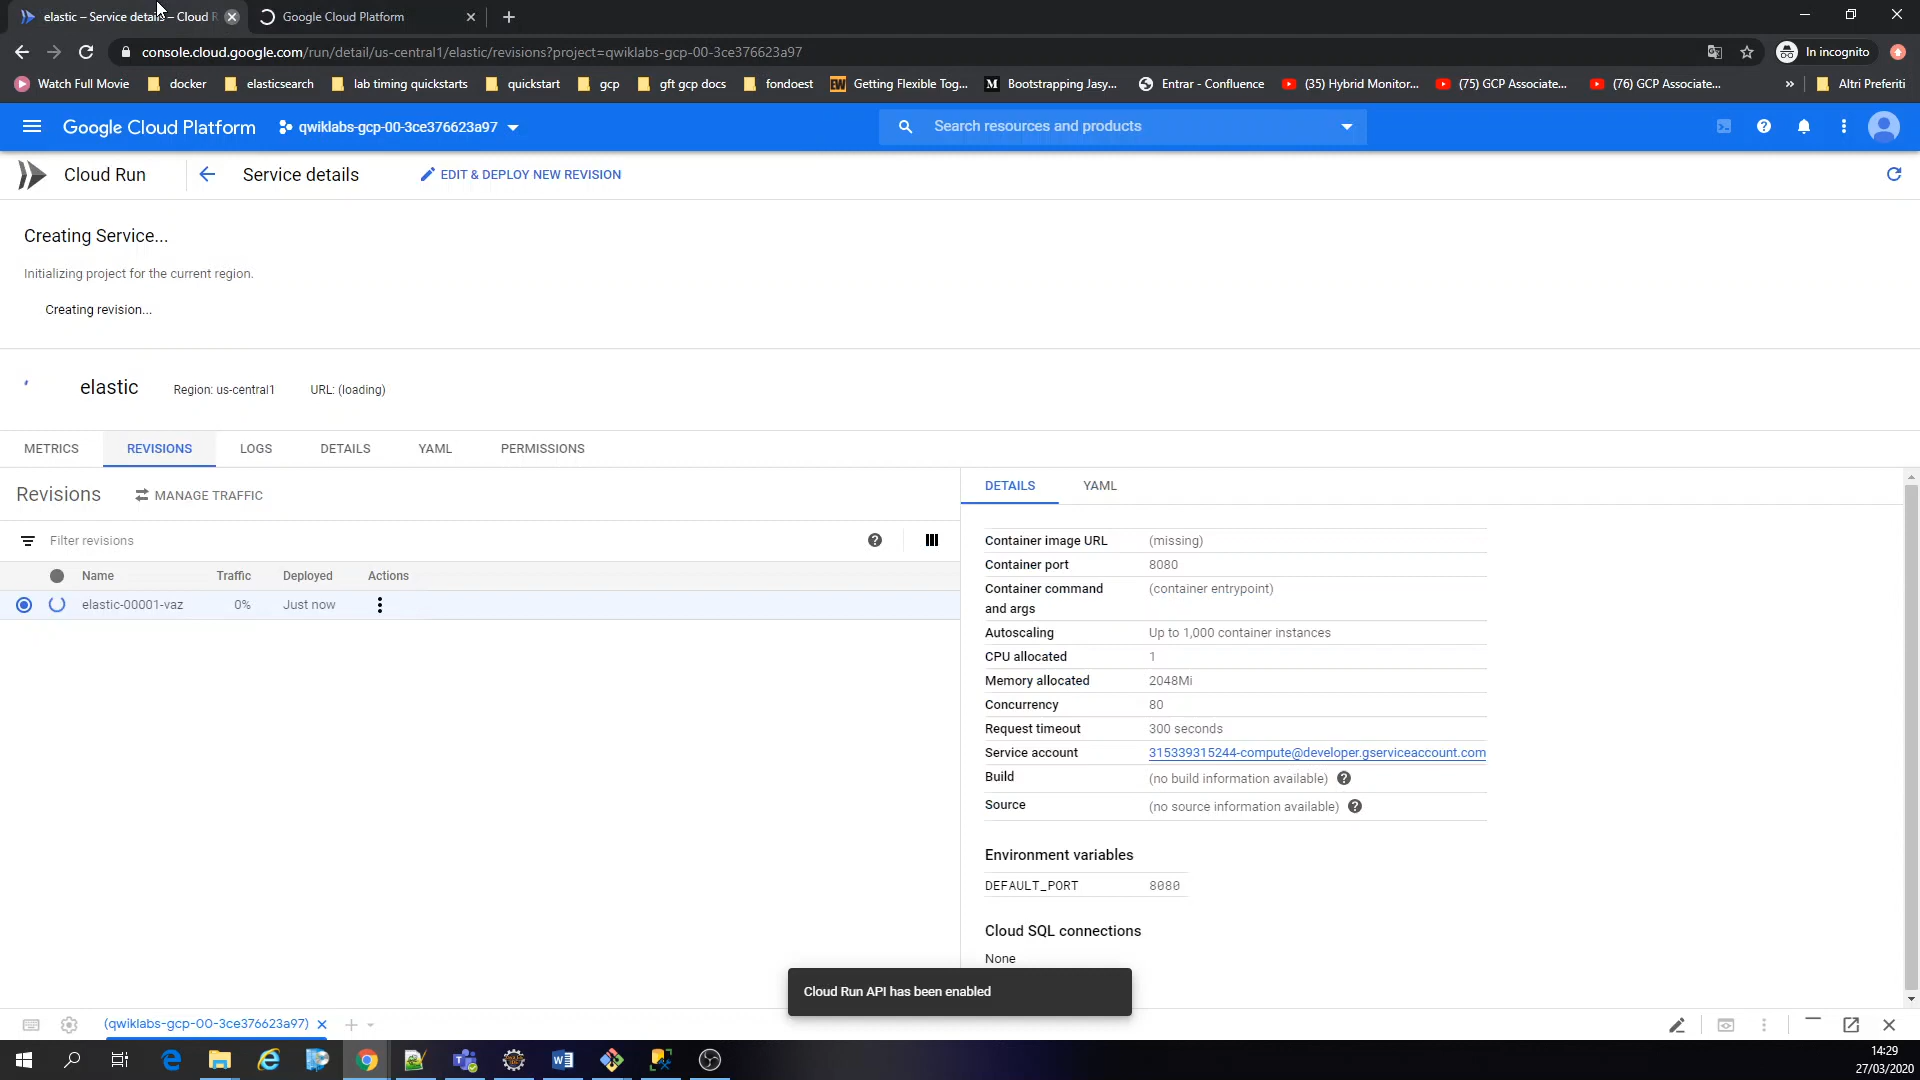 elastic – Service details – Cloud R
Google Cloud Platform
console.cloud.google.com/run/detail/us-central1/elastic/revisions?project=qwiklabs-gcp-00-3ce376623a97
In incognito
Watch Full Movie
docker
elasticsearch
lab timing quickstarts
quickstart
gcp
gft gcp docs
fondoest
Getting Flexible Tog...
Bootstrapping Jasy...
Entrar - Confluence
(35) Hybrid Monitor...
(75) GCP Associate...
(76) GCP Associate...
»
Altri Preferiti
Google Cloud Platform
qwiklabs-gcp-00-3ce376623a97
Search resources and products
Cloud Run
Service details
EDIT & DEPLOY NEW REVISION
Creating Service...
Initializing project for the current region.
Creating revision...
elastic Region: us-central1 URL: (loading)
METRICS REVISIONS LOGS DETAILS YAML PERMISSIONS
Revisions
MANAGE TRAFFIC
Filter revisions
Name Traffic Deployed Actions
elastic-00001-vaz 0% Just now
DETAILS YAML
Container image URL (missing)
Container port 8080
Container command (container entrypoint)
and args
Autoscaling Up to 1,000 container instances
CPU allocated 1
Memory allocated 2048Mi
Concurrency 80
Request timeout 300 seconds
Service account 315339315244-compute@developer.gserviceaccount.com
Build (no build information available)
Source (no source information available)
Environment variables
DEFAULT_PORT 8080
Cloud SQL connections
None
Cloud Run API has been enabled
(qwiklabs-gcp-00-3ce376623a97)
14:29
27/03/2020